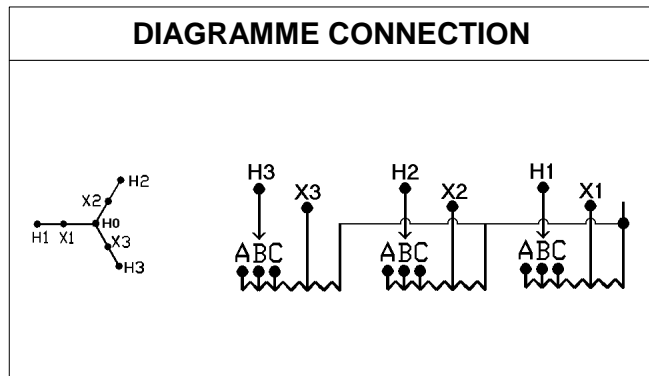 DIAGRAMME CONNECTION
H2
X2
H0
H1 X1
X3
H3
H3 H2 H1
X3 X2 X1
ABC ABC ABC